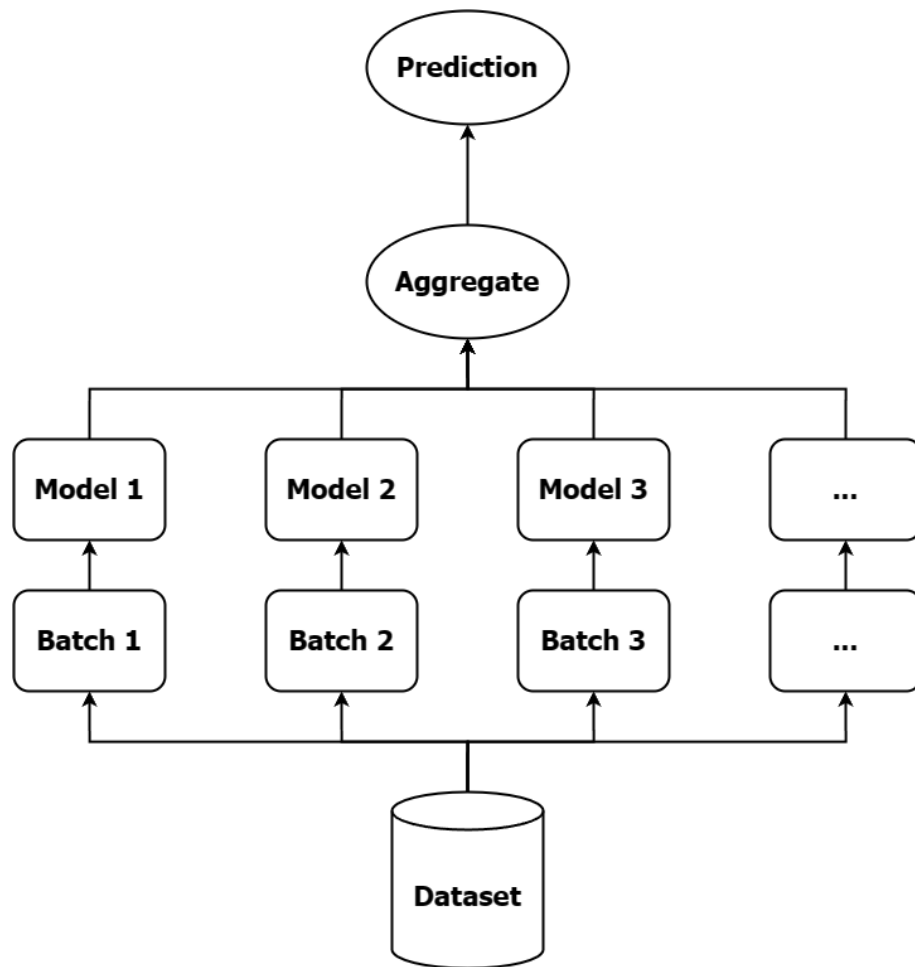 Prediction
Aggregate
Model 1
Model 2
Model 3
...
Batch 1
Batch 2
Batch 3
...
Dataset